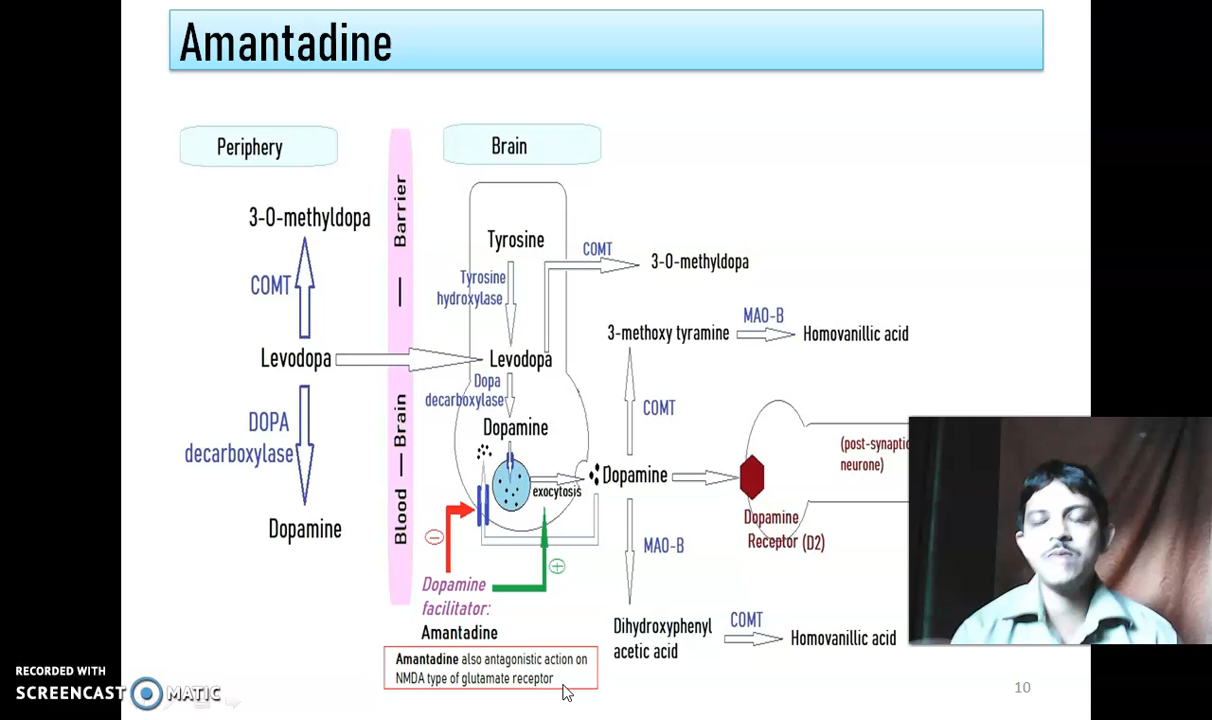 Amantadine
Periphery
Brain
3-O-methyldopa
COMT
Levodopa
DOPA
decarboxylase
Dopamine
Blood — Brain — Barrier
Tyrosine
Tyrosine
hydroxylase
Levodopa
Dopa
decarboxylase
Dopamine
exocytosis
COMT
3-O-methyldopa
3-methoxy tyramine
MAO-B
Homovanillic acid
COMT
Dopamine
MAO-B
Dihydroxyphenyl
acetic acid
COMT
Homovanillic acid
(post-synaptic
neurone)
Dopamine
Receptor (D2)
Dopamine
facilitator:
Amantadine
Amantadine also antagonistic action on
NMDA type of glutamate receptor
10
RECORDED WITH
SCREENCAST MATIC